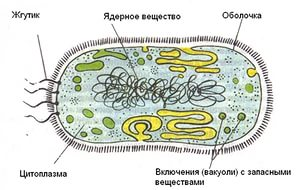 Жгутик
Ядерное вещество
Оболочка
Цитоплазма
Включения (вакуоли) с запасными
веществами